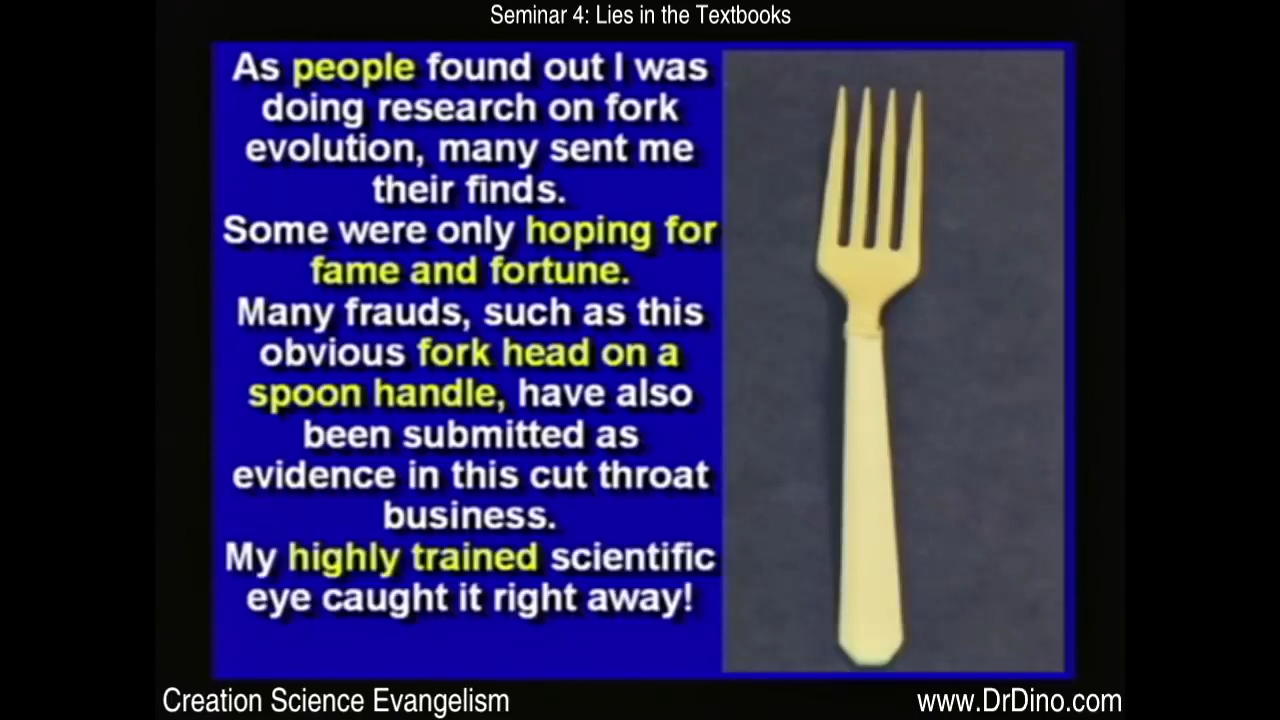 Seminar 4: Lies in the Textbooks
As people found out I was
doing research on fork
evolution, many sent me
their finds.
Some were only hoping for
fame and fortune.
Many frauds, such as this
obvious fork head on a
spoon handle, have also
been submitted as
evidence in this cut throat
business.
My highly trained scientific
eye caught it right away!
Creation Science Evangelism
www.DrDino.com